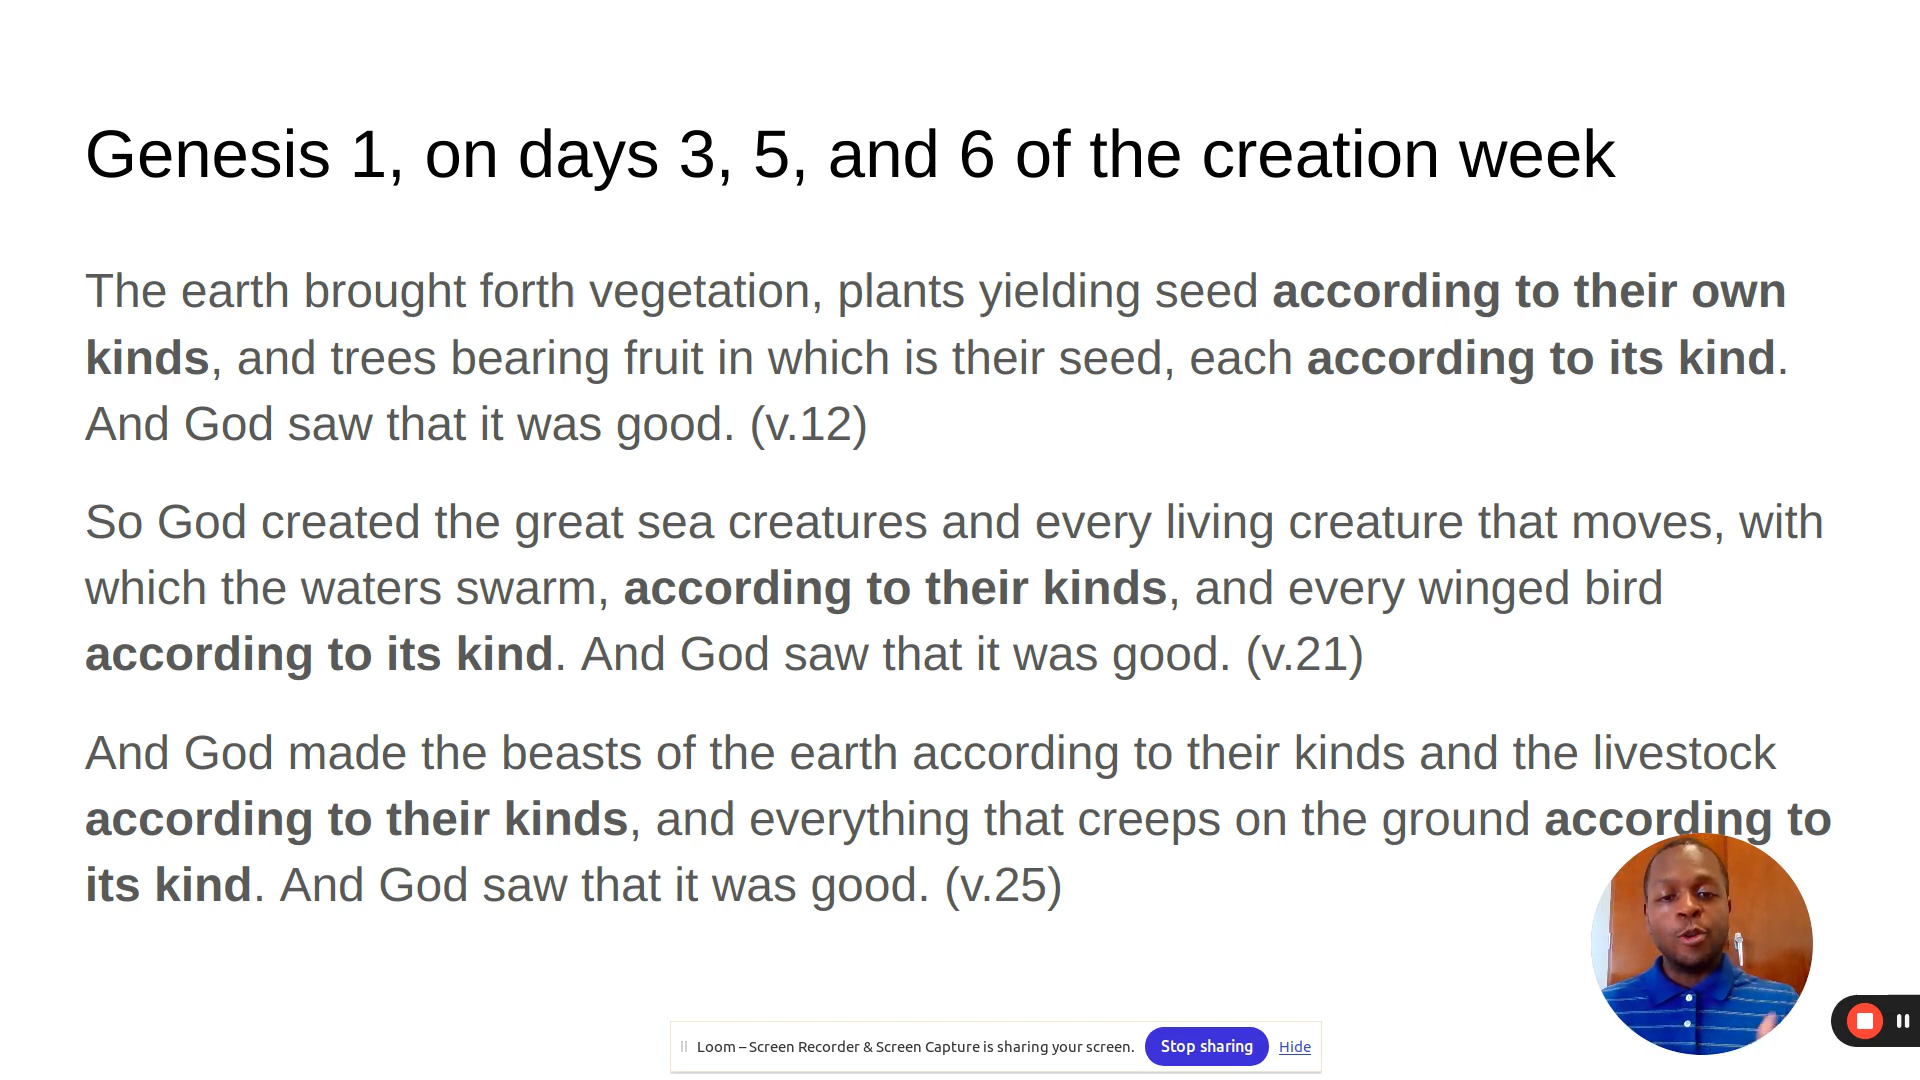 Genesis 1, on days 3, 5, and 6 of the creation week
The earth brought forth vegetation, plants yielding seed according to their own
kinds, and trees bearing fruit in which is their seed, each according to its kind.
And God saw that it was good. (v.12)
So God created the great sea creatures and every living creature that moves, with
which the waters swarm, according to their kinds, and every winged bird
according to its kind. And God saw that it was good. (v.21)
And God made the beasts of the earth according to their kinds and the livestock
according to their kinds, and everything that creeps on the ground according to
its kind. And God saw that it was good. (v.25)
Loom – Screen Recorder & Screen Capture is sharing your screen. Stop sharing Hide